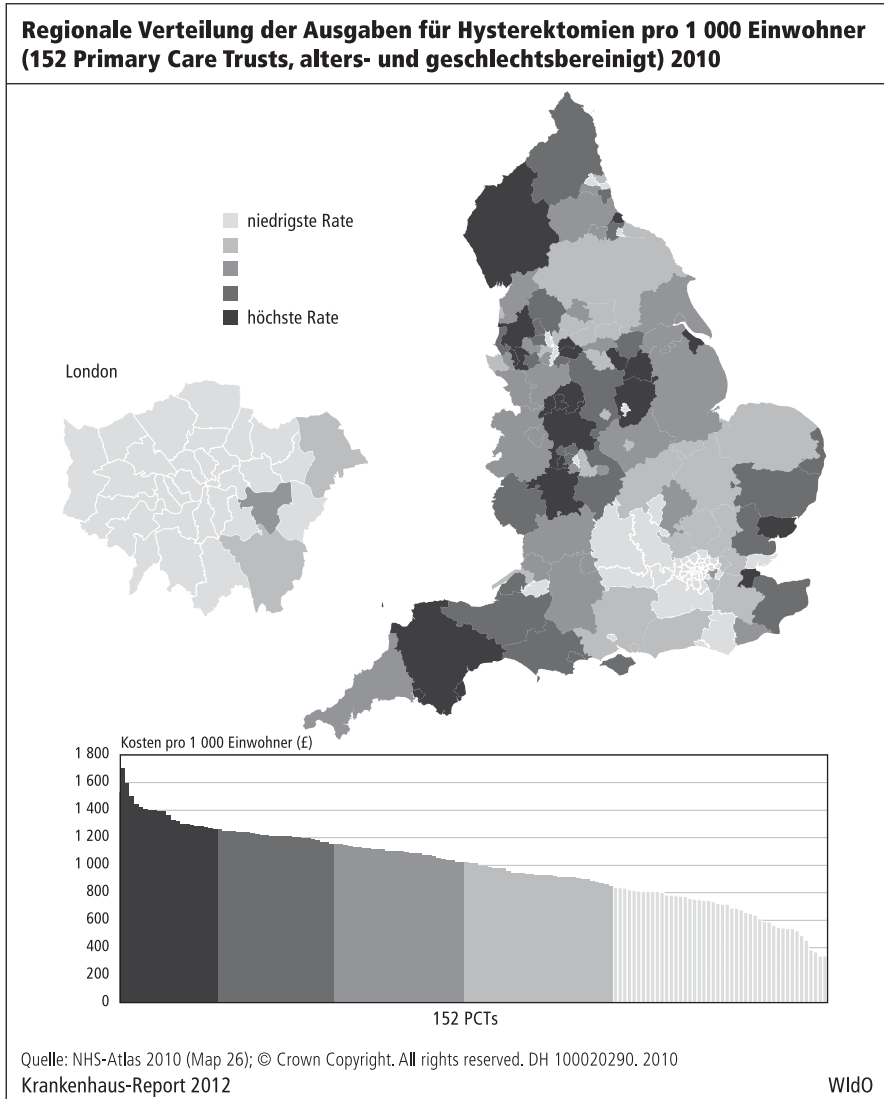 Regionale Verteilung der Ausgaben für Hysterektomien pro 1 000 Einwohner
(152 Primary Care Trusts, alters- und geschlechtsbereinigt) 2010
niedrigste Rate
höchste Rate
London
Kosten pro 1 000 Einwohner (£)
1 800
1 600
1 400
1 200
1 000
800
600
400
200
0
152 PCTs
Quelle: NHS-Atlas 2010 (Map 26); © Crown Copyright. All rights reserved. DH 100020290. 2010
Krankenhaus-Report 2012
WIdO